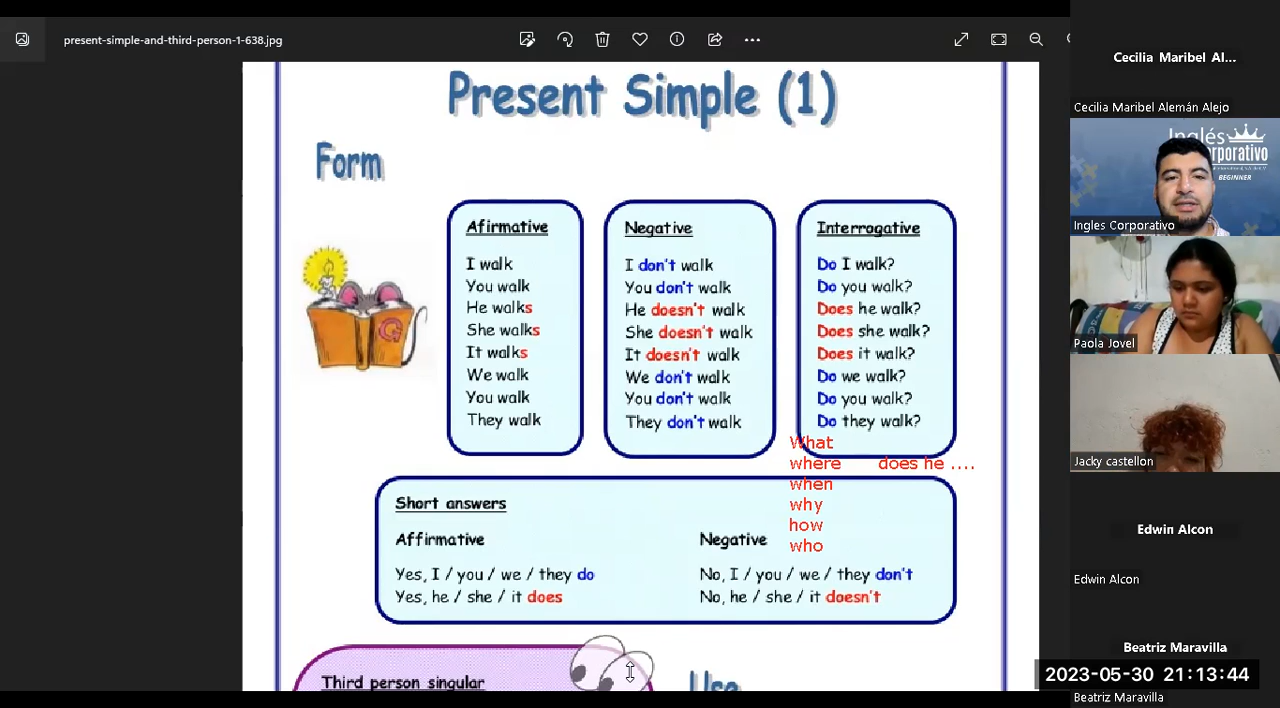 present-simple-and-third-person-1-638.jpg
Present Simple (1)
Form
Afirmative
I walk
You walk
He walks
She walks
It walks
We walk
You walk
They walk
Negative
I don't walk
You don't walk
He doesn't walk
She doesn't walk
It doesn't walk
We don't walk
You don't walk
They don't walk
Interrogative
Do I walk?
Do you walk?
Does he walk?
Does she walk?
Does it walk?
Do we walk?
Do you walk?
Do they walk?
What
where does he ....
when
why
how
who
Short answers
Affirmative
Yes, I / you / we / they do
Yes, he / she / it does
Negative
No, I / you / we / they don't
No, he / she / it doesn't
Third person singular
Use
Cecilia Maribel Al...
Cecilia Maribel Alemán Alejo
Inglés
BEGINNER
Ingles Corporativo
Paola Jovel
Jacky castellon
Edwin Alcon
Edwin Alcon
Beatriz Maravilla
2023-05-30 21:13:44
Beatriz Maravilla